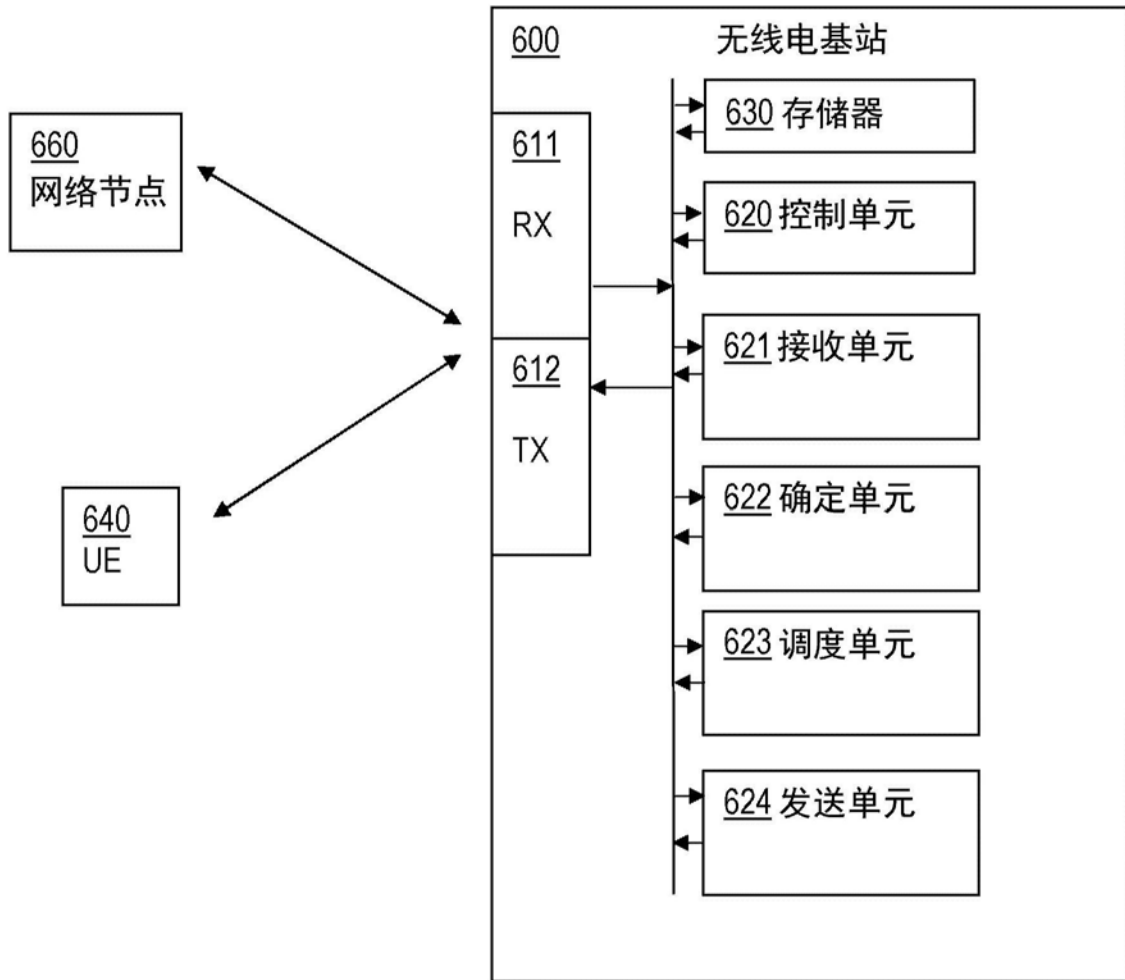 600 无线电基站
630 存储器
660
网络节点
611
RX
620 控制单元
621 接收单元
612
TX
622 确定单元
640
UE
623 调度单元
624 发送单元